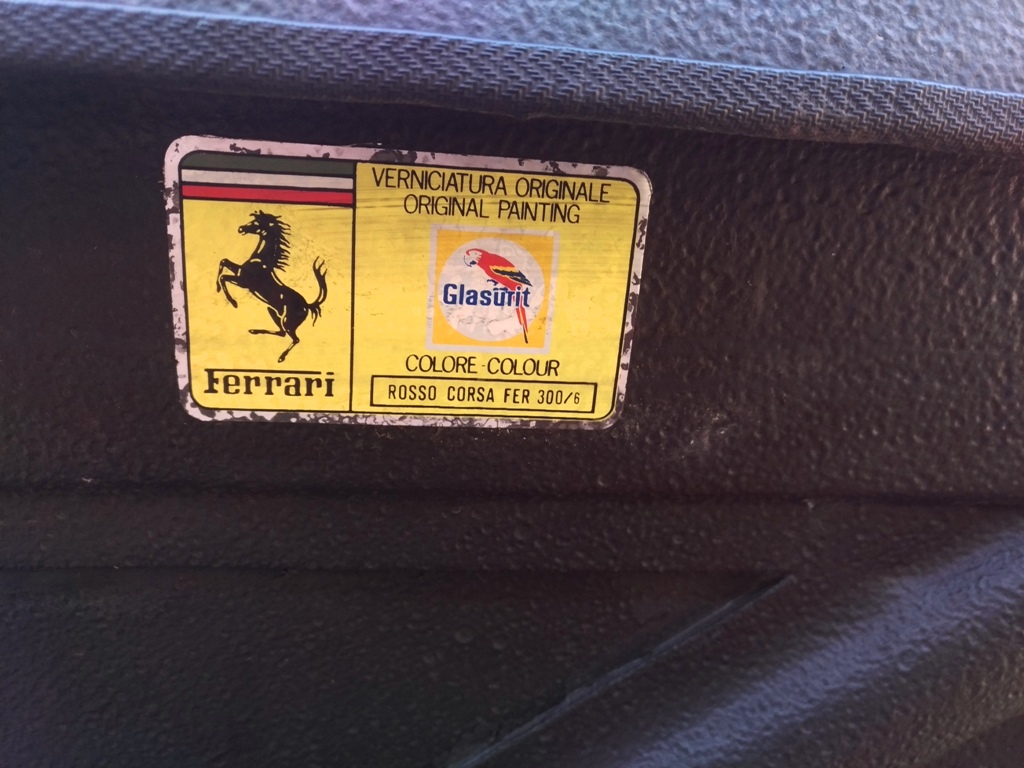 VERNICIATURA ORIGINALE
ORIGINAL PAINTING
Glasurit
COLORE-COLOUR
ROSSO CORSA FER 300/6
Ferrari